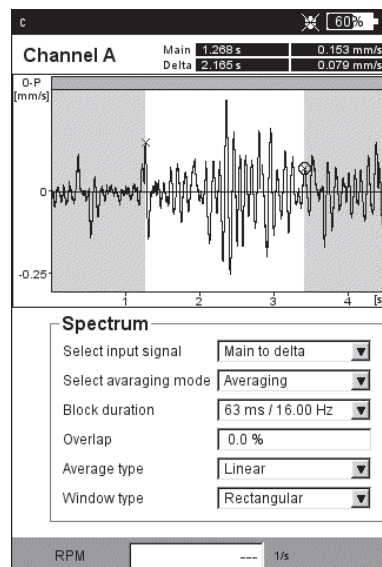 c 60%
Channel A Main 1.268 s 0.153 mm/s
Delta 2.165 s 0.079 mm/s
0-P
[mm/s]
0
-0.25
1 2 3 4 [s
Spectrum
Select input signal Main to delta
Select avaraging mode Averaging
Block duration 63 ms / 16.00 Hz
Overlap 0.0 %
Average type Linear
Window type Rectangular
RPM --- 1/s